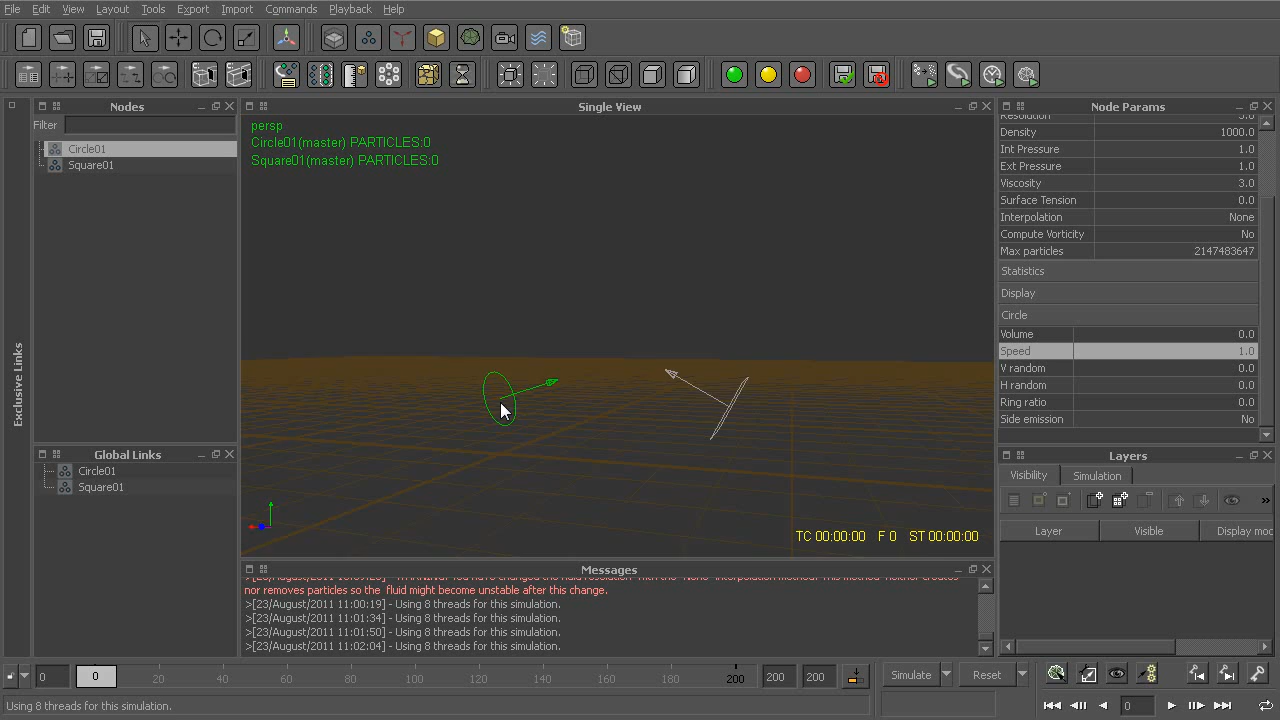 File Edit View Layout Tools Export Import Commands Playback Help
Nodes
Filter
Circle01
Square01
Exclusive Links
Global Links
Circle01
Square01
Single View
persp
Circle01(master) PARTICLES:0
Square01(master) PARTICLES:0
TC 00:00:00 F 0 ST 00:00:00
Messages
nor removes particles so the fluid might become unstable after this change.
>[23/August/2011 11:00:19] - Using 8 threads for this simulation.
>[23/August/2011 11:01:34] - Using 8 threads for this simulation.
>[23/August/2011 11:01:50] - Using 8 threads for this simulation.
>[23/August/2011 11:02:04] - Using 8 threads for this simulation.
Node Params
Resolution 5.0
Density 1000.0
Int Pressure 1.0
Ext Pressure 1.0
Viscosity 3.0
Surface Tension 0.0
Interpolation None
Compute Vorticity No
Max particles 2147483647
Statistics
Display
Circle
Volume 0.0
Speed 1.0
V random 0.0
H random 0.0
Ring ratio 0.0
Side emission No
Layers
Visibility Simulation
Layer Visible Display mod
0 0 20 40 60 80 100 120 140 160 180 200 200 200
Simulate Reset
Using 8 threads for this simulation.
0